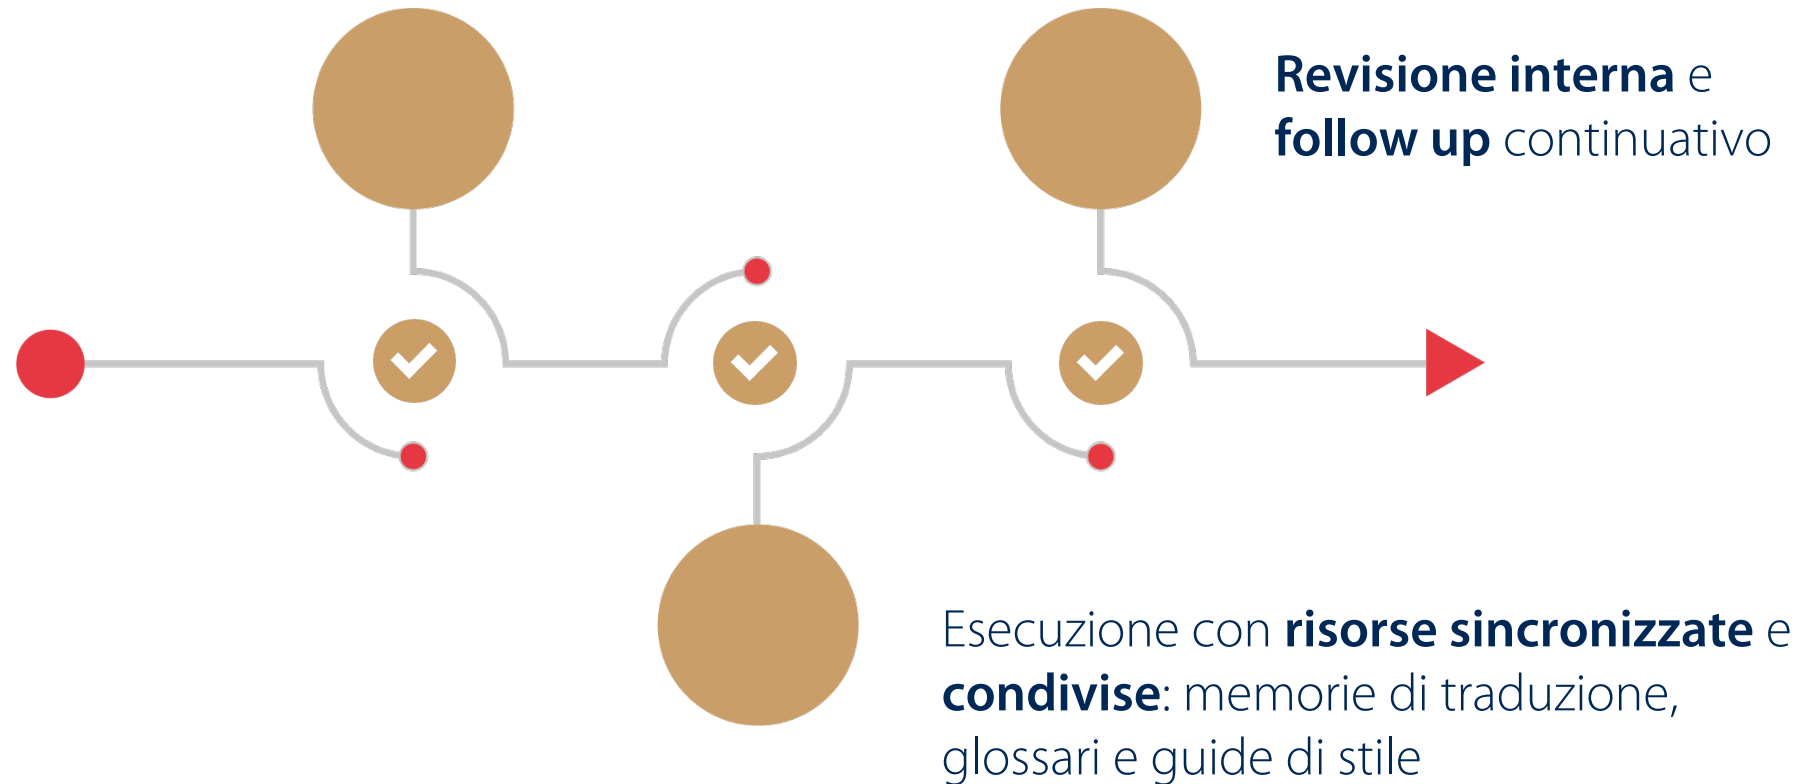 Revisione interna e
follow up continuativo
Esecuzione con risorse sincronizzate e
condivise: memorie di traduzione,
glossari e guide di stile